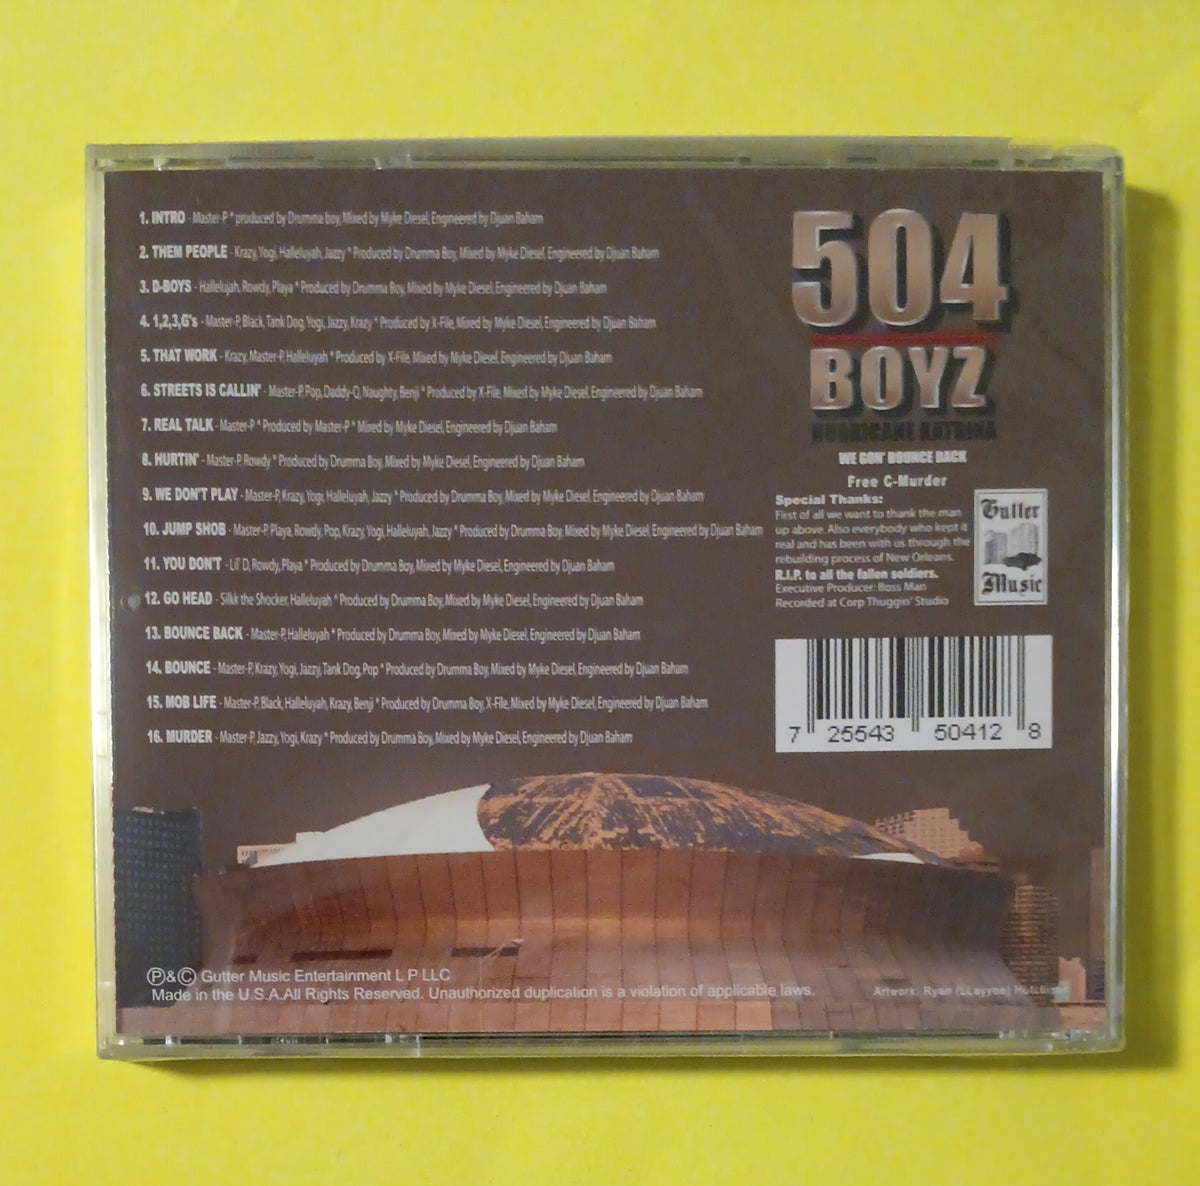 1. INTRO - Master-P * produced by Drumma boy, Mixed by Myke Diesel, Engineered by Djuan Baham
2. THEM PEOPLE - Krazy, Yogi, Halleluyah, Jazzy * Produced by Drumma Boy, Mixed by Myke Diesel, Engineered by Djuan Baham
3. D-BOYS - Hallelujah, Rowdy, Playa * Produced by Drumma Boy, Mixed by Myke Diesel, Engineered by Djuan Baham
4. 1,2,3,G's - Master-P, Black, Tank Dog, Yogi, Jazzy, Krazy * Produced by X-File, Mixed by Myke Diesel, Engineered by Djuan Baham
5. THAT WORK - Krazy, Master-P, Halleluyah * Produced by X-File, Mixed by Myke Diesel, Engineered by Djuan Baham
6. STREETS IS CALLIN' - Master-P, Pop, Daddy-O, Naughty, Benji * Produced by X-File, Mixed by Myke Diesel, Engineered by Djuan Baham
7. REAL TALK - Master-P * Produced by Master-P * Mixed by Myke Diesel, Engineered by Djuan Baham
8. HURTIN' - Master-P, Rowdy * Produced by Drumma Boy, Mixed by Myke Diesel, Engineered by Djuan Baham
9. WE DON'T PLAY - Master-P, Krazy, Yogi, Halleluyah, Jazzy * Produced by Drumma Boy, Mixed by Myke Diesel, Engineered by Djuan Baham
10. JUMP SHOB - Master-P, Playa, Rowdy, Pop, Krazy, Yogi, Halleluyah, Jazzy * Produced by Drumma Boy, Mixed by Myke Diesel, Engineered by Djuan Baham
11. YOU DON'T - Lil' D, Rowdy, Playa * Produced by Drumma Boy, Mixed by Myke Diesel, Engineered by Djuan Baham
12. GO HEAD - Silkk the Shocker, Halleluyah * Produced by Drumma Boy, Mixed by Myke Diesel, Engineered by Djuan Baham
13. BOUNCE BACK - Master-P, Halleluyah * Produced by Drumma Boy, Mixed by Myke Diesel, Engineered by Djuan Baham
14. BOUNCE - Master-P, Krazy, Yogi, Jazzy, Tank Dog, Pop * Produced by Drumma Boy, Mixed by Myke Diesel, Engineered by Djuan Baham
15. MOB LIFE - Master-P, Black, Halleluyah, Krazy, Benji * Produced by Drumma Boy, X-File, Mixed by Myke Diesel, Engineered by Djuan Baham
16. MURDER - Master-P, Jazzy, Yogi, Krazy * Produced by Drumma Boy, Mixed by Myke Diesel, Engineered by Djuan Baham
504
BOYZ
HURRICANE KATRINA
WE GON' BOUNCE BACK
Free C-Murder
Special Thanks:
First of all we want to thank the man
up above. Also everybody who kept it
real and has been with us through the
rebuilding process of New Orleans.
R.I.P. to all the fallen soldiers.
Executive Producer: Boss Man
Recorded at Corp Thuggin' Studio
Gutter
Music
7 25543 50412 8
Ⓟ&Ⓒ Gutter Music Entertainment L P LLC
Made in the U.S.A.All Rights Reserved. Unauthorized duplication is a violation of applicable laws.
Artwork: Ryan